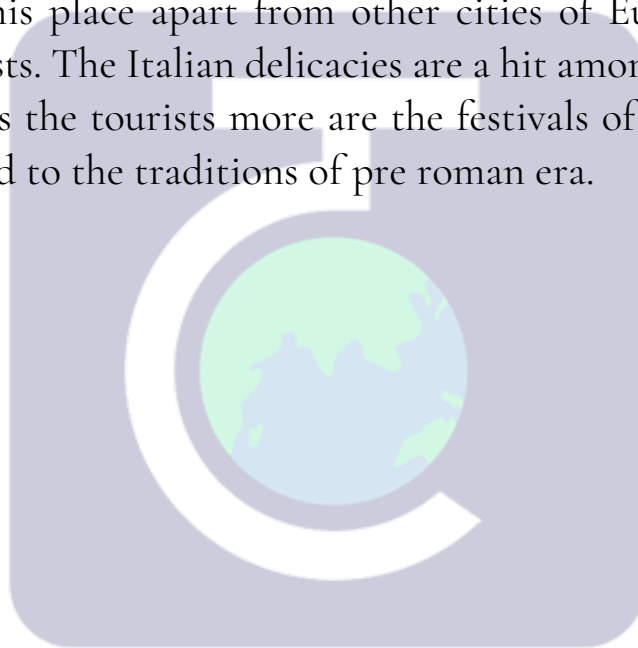 his place apart from other cities of Eu
sts. The Italian delicacies are a hit amon
s the tourists more are the festivals of
d to the traditions of pre roman era.